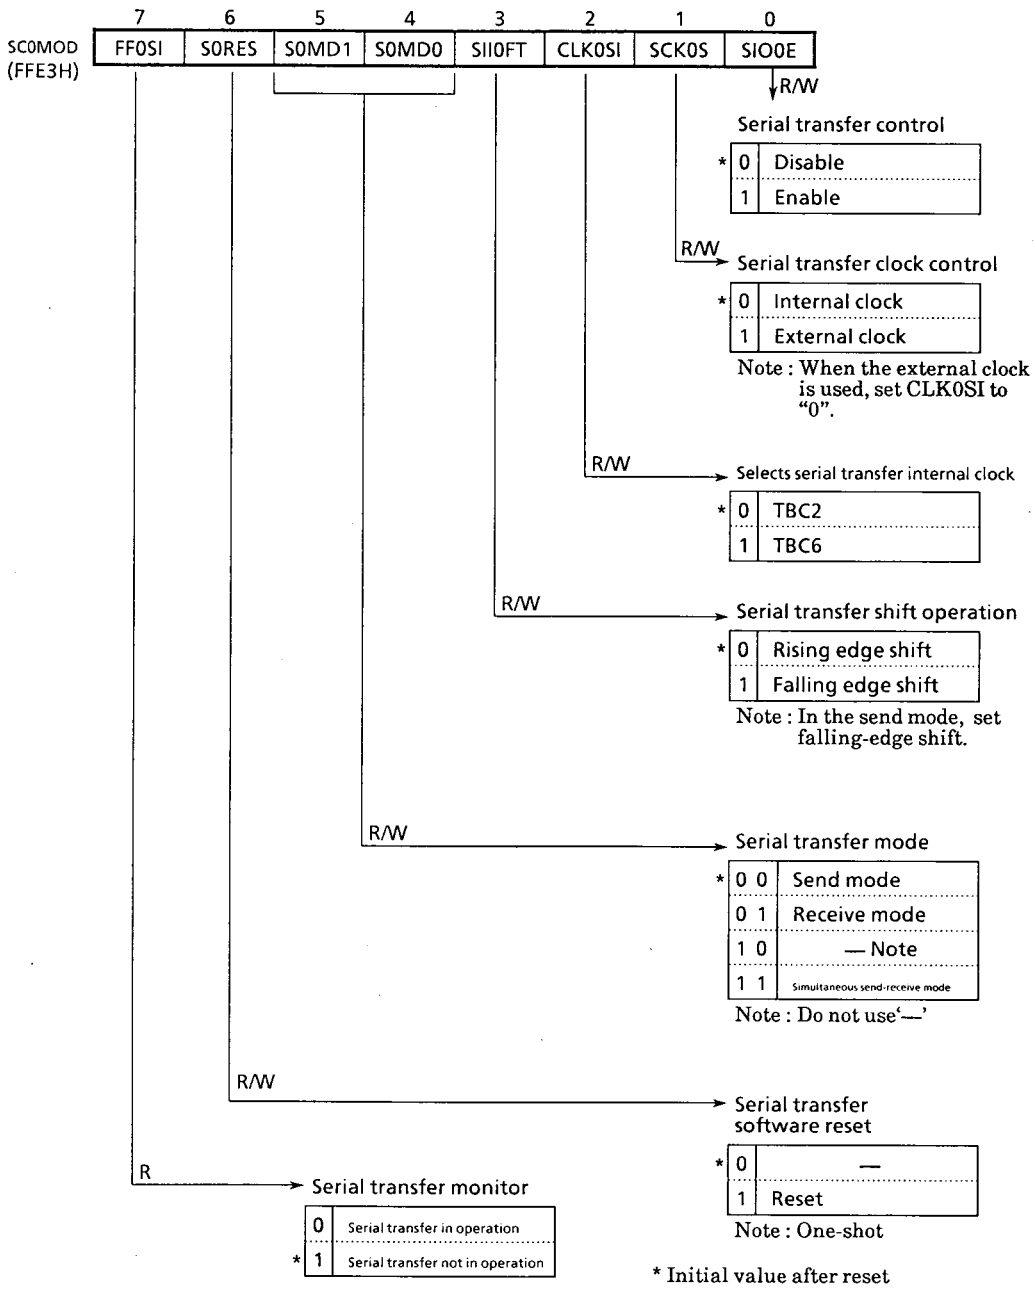 7 6 5 4 3 2 1 0
SC0MOD (FFE3H) FF0SI S0RES S0MD1 S0MD0 SII0FT CLK0SI SCK0S SIO0E
R/W
Serial transfer control
* 0 Disable
1 Enable
R/W
Serial transfer clock control
* 0 Internal clock
1 External clock
Note : When the external clock
is used, set CLK0SI to
“0”.
R/W
Selects serial transfer internal clock
* 0 TBC2
1 TBC6
R/W
Serial transfer shift operation
* 0 Rising edge shift
1 Falling edge shift
Note : In the send mode, set
falling-edge shift.
R/W
Serial transfer mode
* 0 0 Send mode
0 1 Receive mode
1 0 — Note
1 1 Simultaneous send-receive mode
Note : Do not use‘—’
R/W
Serial transfer
software reset
* 0 —
1 Reset
Note : One-shot
R
Serial transfer monitor
0 Serial transfer in operation
* 1 Serial transfer not in operation
* Initial value after reset